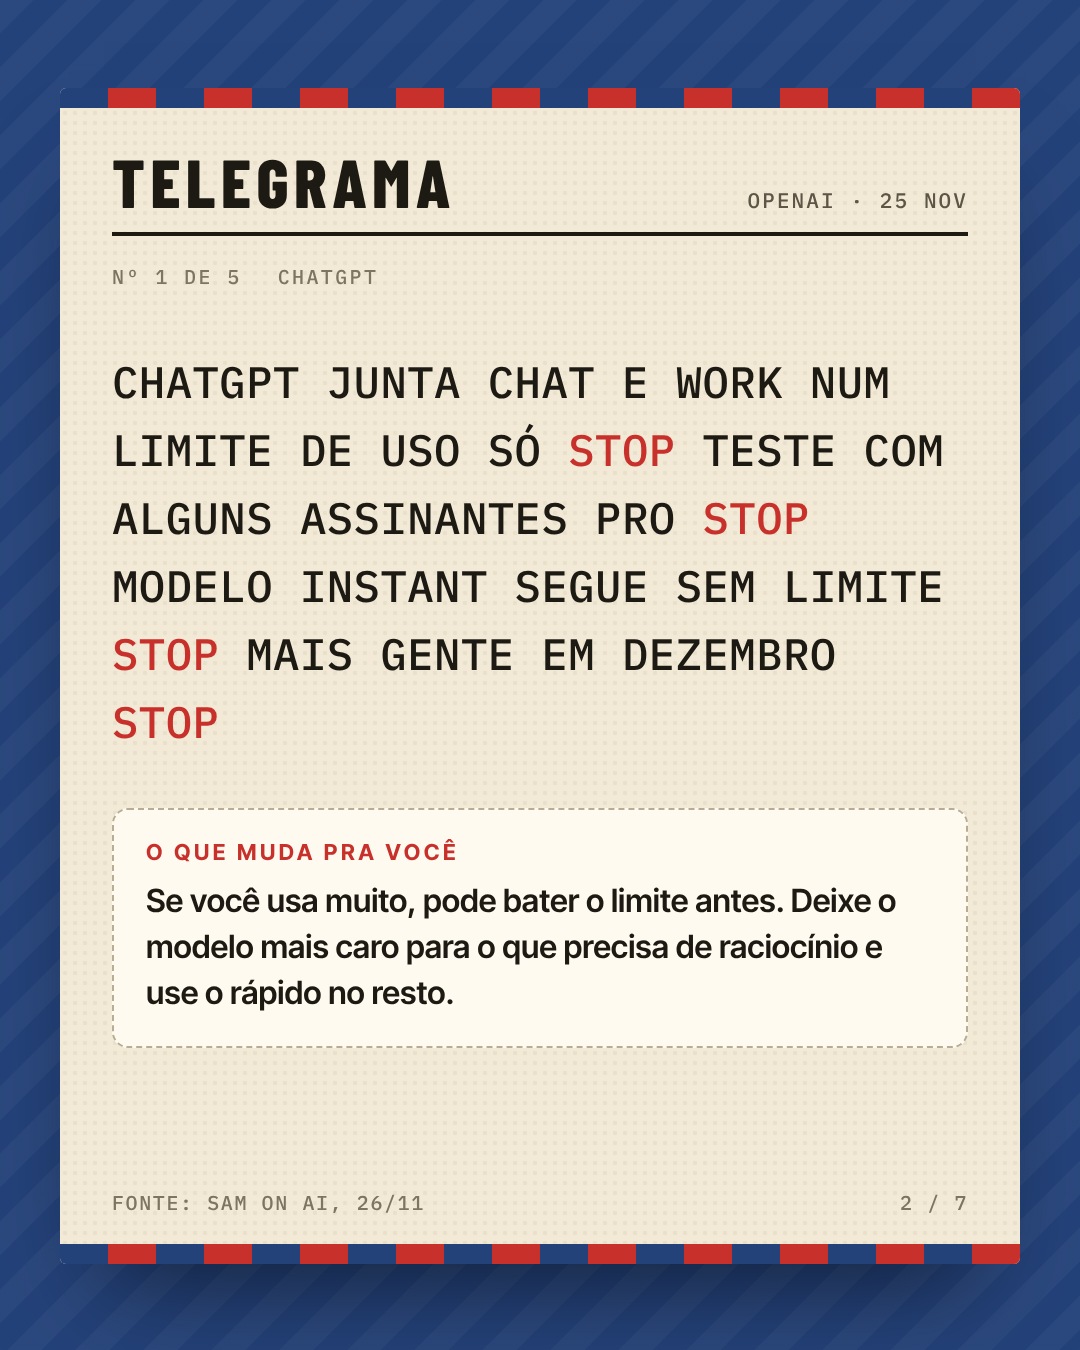 TELEGRAMA
OPENAI · 25 NOV
Nº 1 DE 5 CHATGPT
CHATGPT JUNTA CHAT E WORK NUM
LIMITE DE USO SÓ STOP TESTE COM
ALGUNS ASSINANTES PRO STOP
MODELO INSTANT SEGUE SEM LIMITE
STOP MAIS GENTE EM DEZEMBRO
STOP
O QUE MUDA PRA VOCÊ
Se você usa muito, pode bater o limite antes. Deixe o
modelo mais caro para o que precisa de raciocínio e
use o rápido no resto.
FONTE: SAM ON AI, 26/11
2 / 7